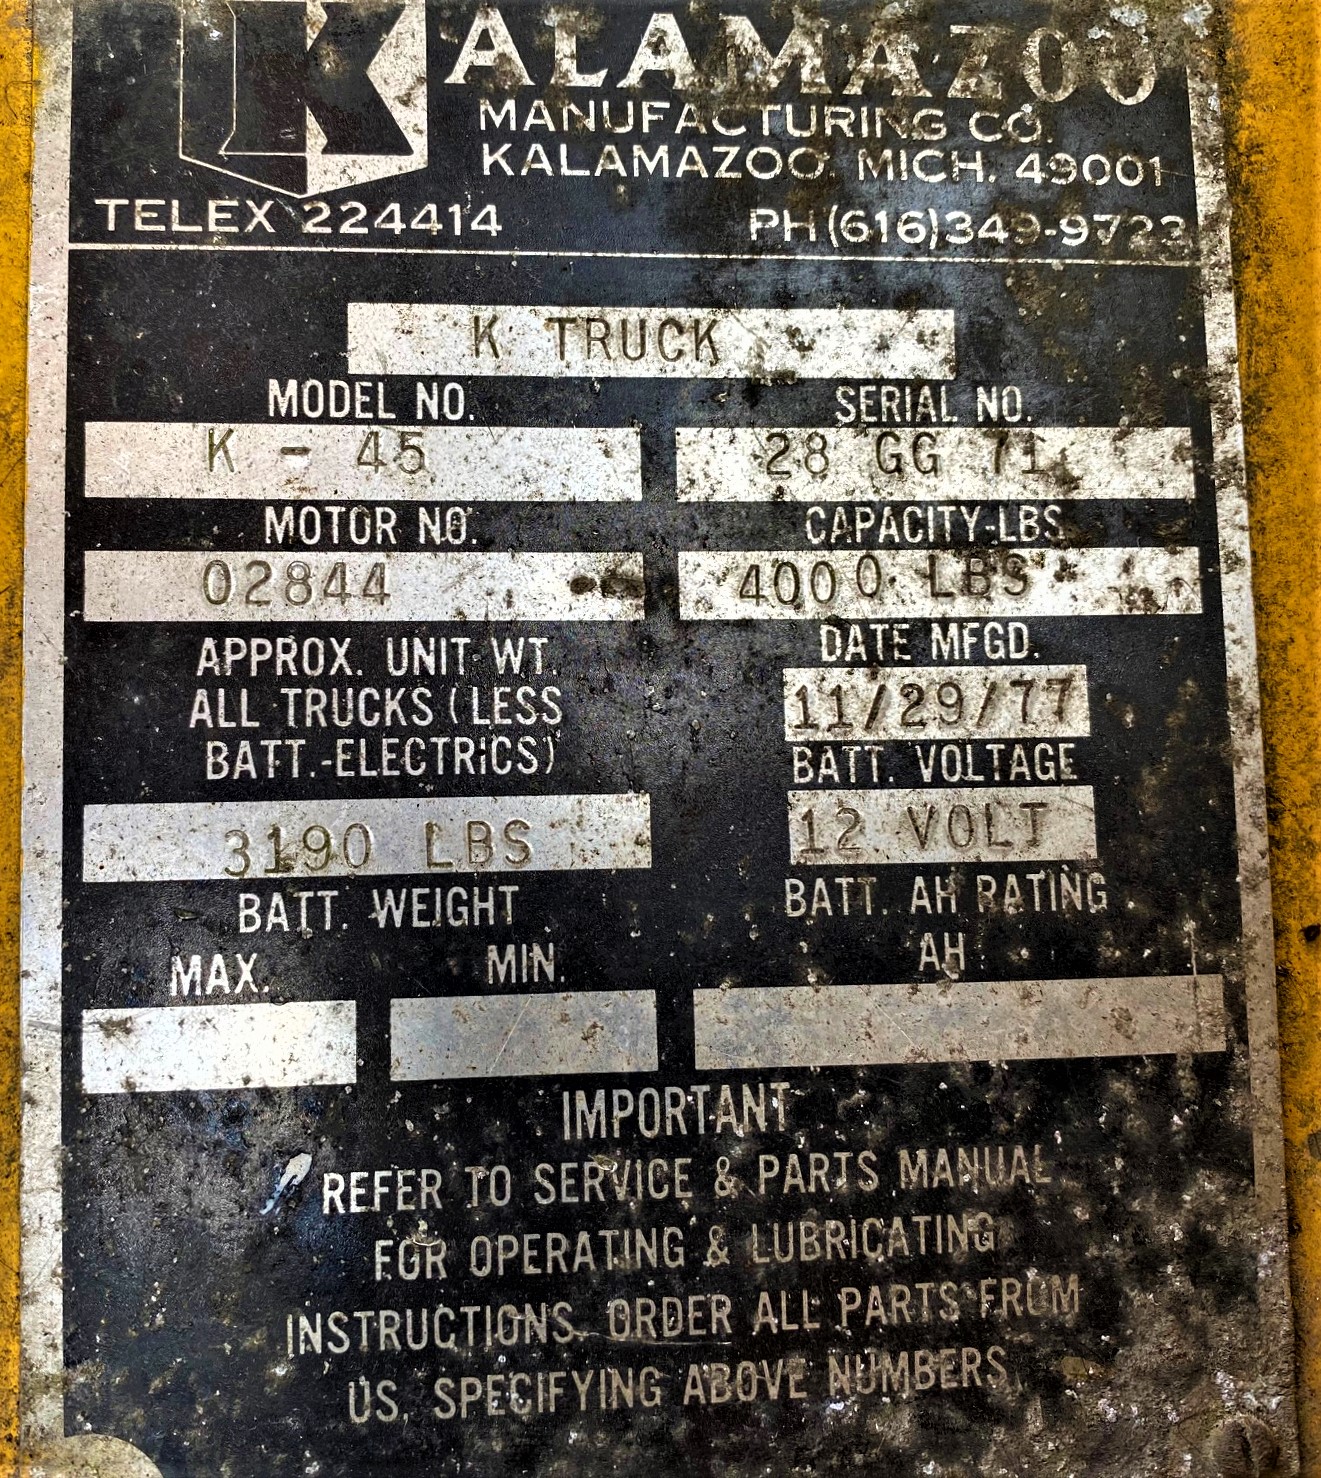 KALAMAZOO
MANUFACTURING CO.
KALAMAZOO, MICH. 49001
TELEX 224414 PH (616) 349-9723
K TRUCK
MODEL NO. SERIAL NO.
K - 45 28 GG 71
MOTOR NO. CAPACITY-LBS.
02844 4000 LBS
APPROX. UNIT WT. DATE MFGD.
ALL TRUCKS (LESS 11/29/77
BATT.-ELECTRICS) BATT. VOLTAGE
3190 LBS 12 VOLT
BATT. WEIGHT BATT. AH RATING
MAX. MIN. AH
IMPORTANT
REFER TO SERVICE & PARTS MANUAL
FOR OPERATING & LUBRICATING
INSTRUCTIONS. ORDER ALL PARTS FROM
US, SPECIFYING ABOVE NUMBERS.